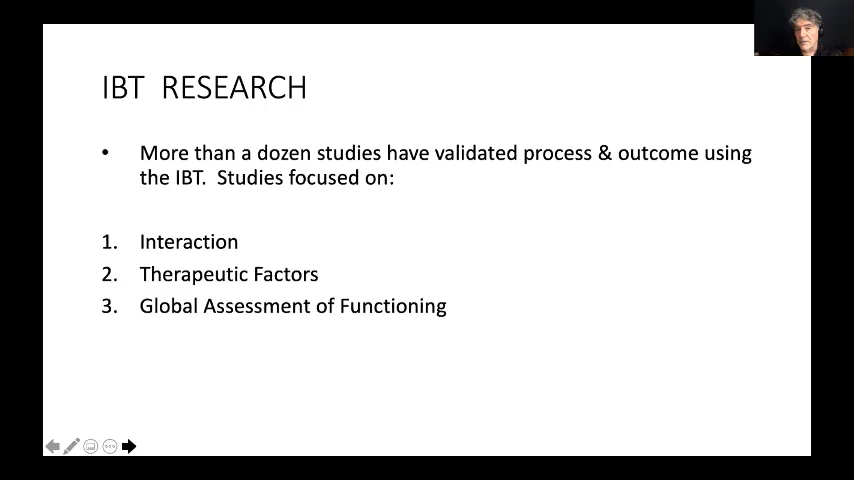 IBT RESEARCH
• More than a dozen studies have validated process & outcome using
the IBT. Studies focused on:
1. Interaction
2. Therapeutic Factors
3. Global Assessment of Functioning